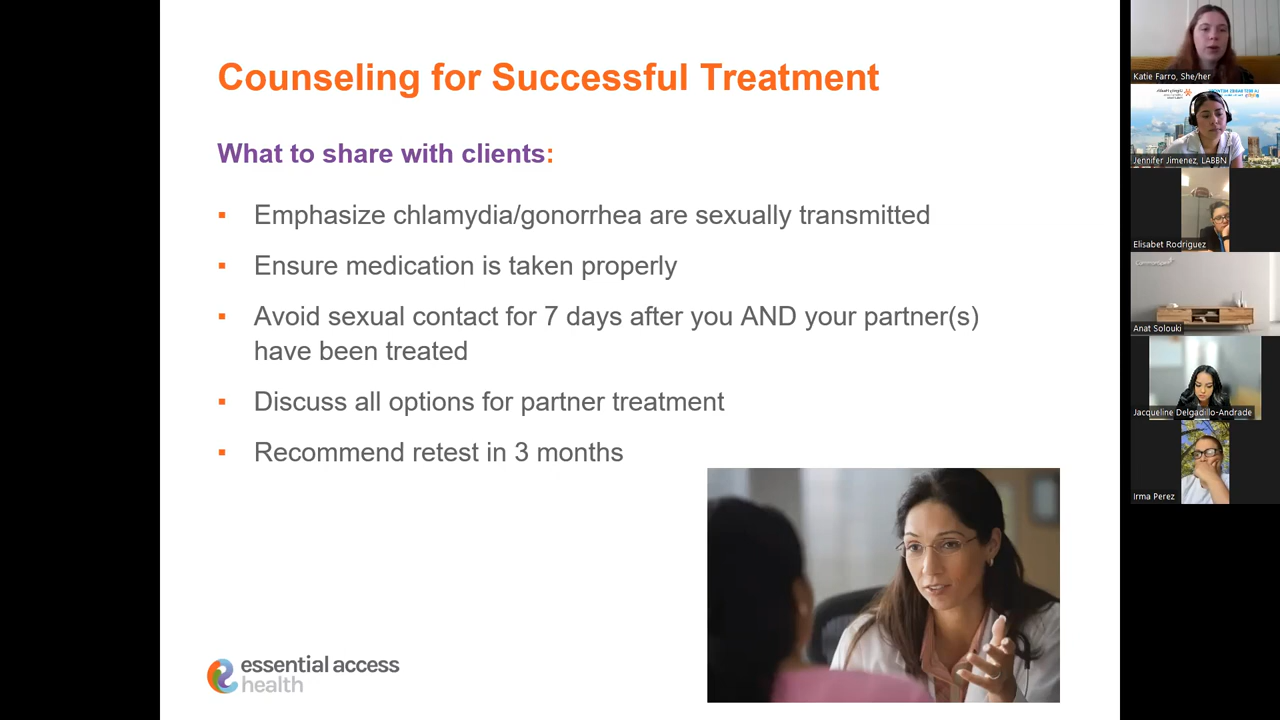 Counseling for Successful Treatment
What to share with clients:
▪ Emphasize chlamydia/gonorrhea are sexually transmitted
▪ Ensure medication is taken properly
▪ Avoid sexual contact for 7 days after you AND your partner(s)
have been treated
▪ Discuss all options for partner treatment
▪ Recommend retest in 3 months
essential access
health
Katie Farro, She/her
Jennifer Jimenez, LABBN
Elisabet Rodriguez
Anat Solouki
Jacqueline Delgadillo-Andrade
Irma Perez